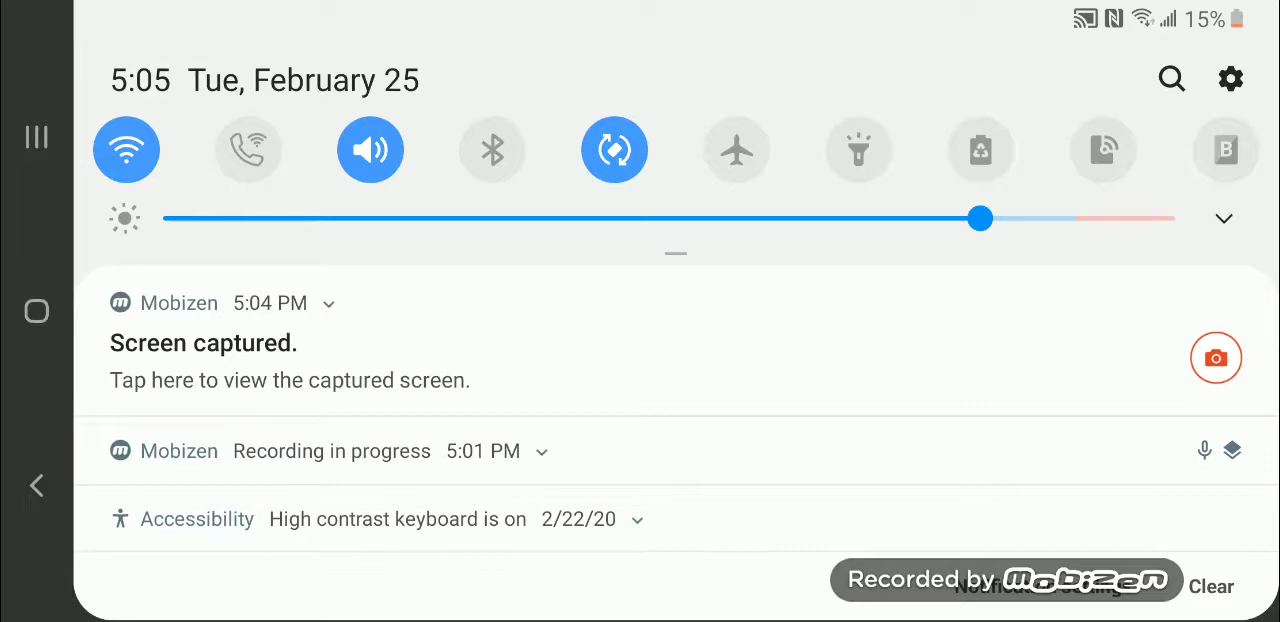 15%
5:05 Tue, February 25
B
Mobizen 5:04 PM
Screen captured.
Tap here to view the captured screen.
Mobizen Recording in progress 5:01 PM
Accessibility High contrast keyboard is on 2/22/20
Recorded by mobizen
Notification settings
Clear